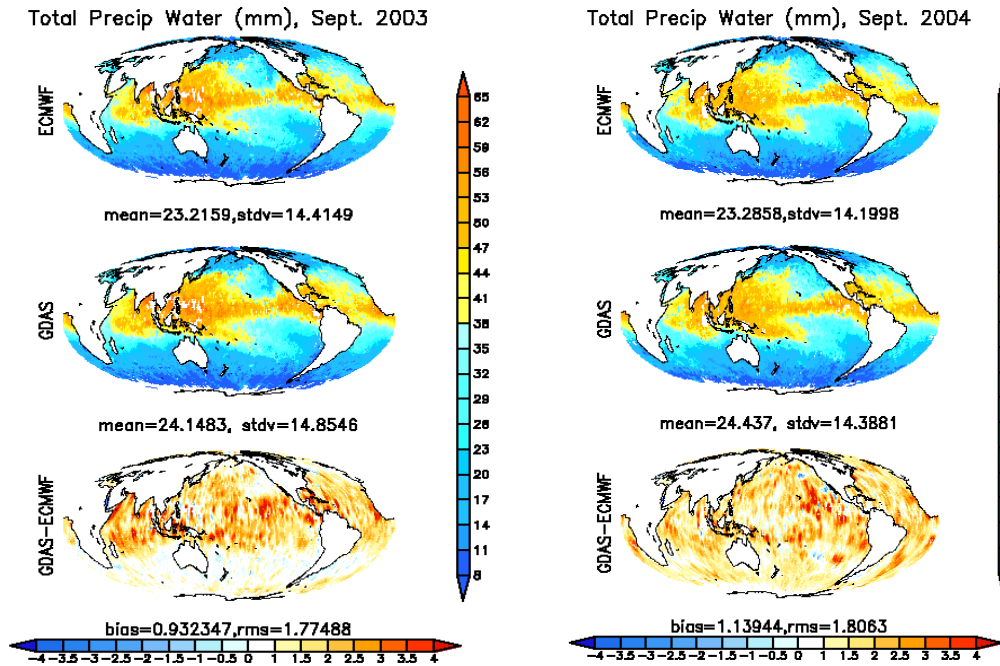 Total Precip Water (mm), Sept. 2003
ECMWF
mean=23.2159,stdv=14.4149
GDAS
mean=24.1483, stdv=14.8546
GDAS-ECMWF
bias=0.932347,rms=1.77488
-4 -3.5 -3 -2.5 -2 -1.5 -1 -0.5 0 1 1.5 2 2.5 3 3.5 4
65
62
59
56
53
50
47
44
41
38
35
32
29
26
23
20
17
14
11
8
Total Precip Water (mm), Sept. 2004
ECMWF
mean=23.2858,stdv=14.1998
GDAS
mean=24.437, stdv=14.3881
GDAS-ECMWF
bias=1.13944,rms=1.8063
-4 -3.5 -3 -2.5 -2 -1.5 -1 -0.5 0 1 1.5 2 2.5 3 3.5 4